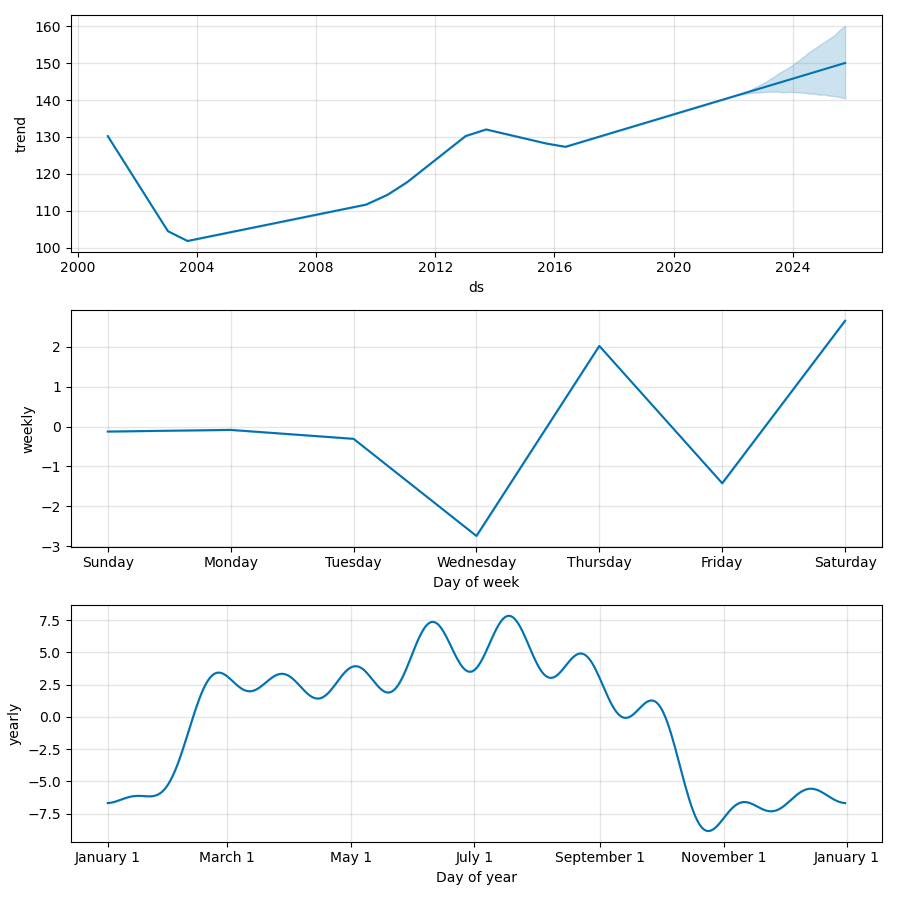 160
150
140
130
120
110
100
trend
2000 2004 2008 2012 2016 2020 2024
ds
2
1
0
−1
−2
−3
weekly
Sunday Monday Tuesday Wednesday Thursday Friday Saturday
Day of week
7.5
5.0
2.5
0.0
−2.5
−5.0
−7.5
yearly
January 1 March 1 May 1 July 1 September 1 November 1 January 1
Day of year